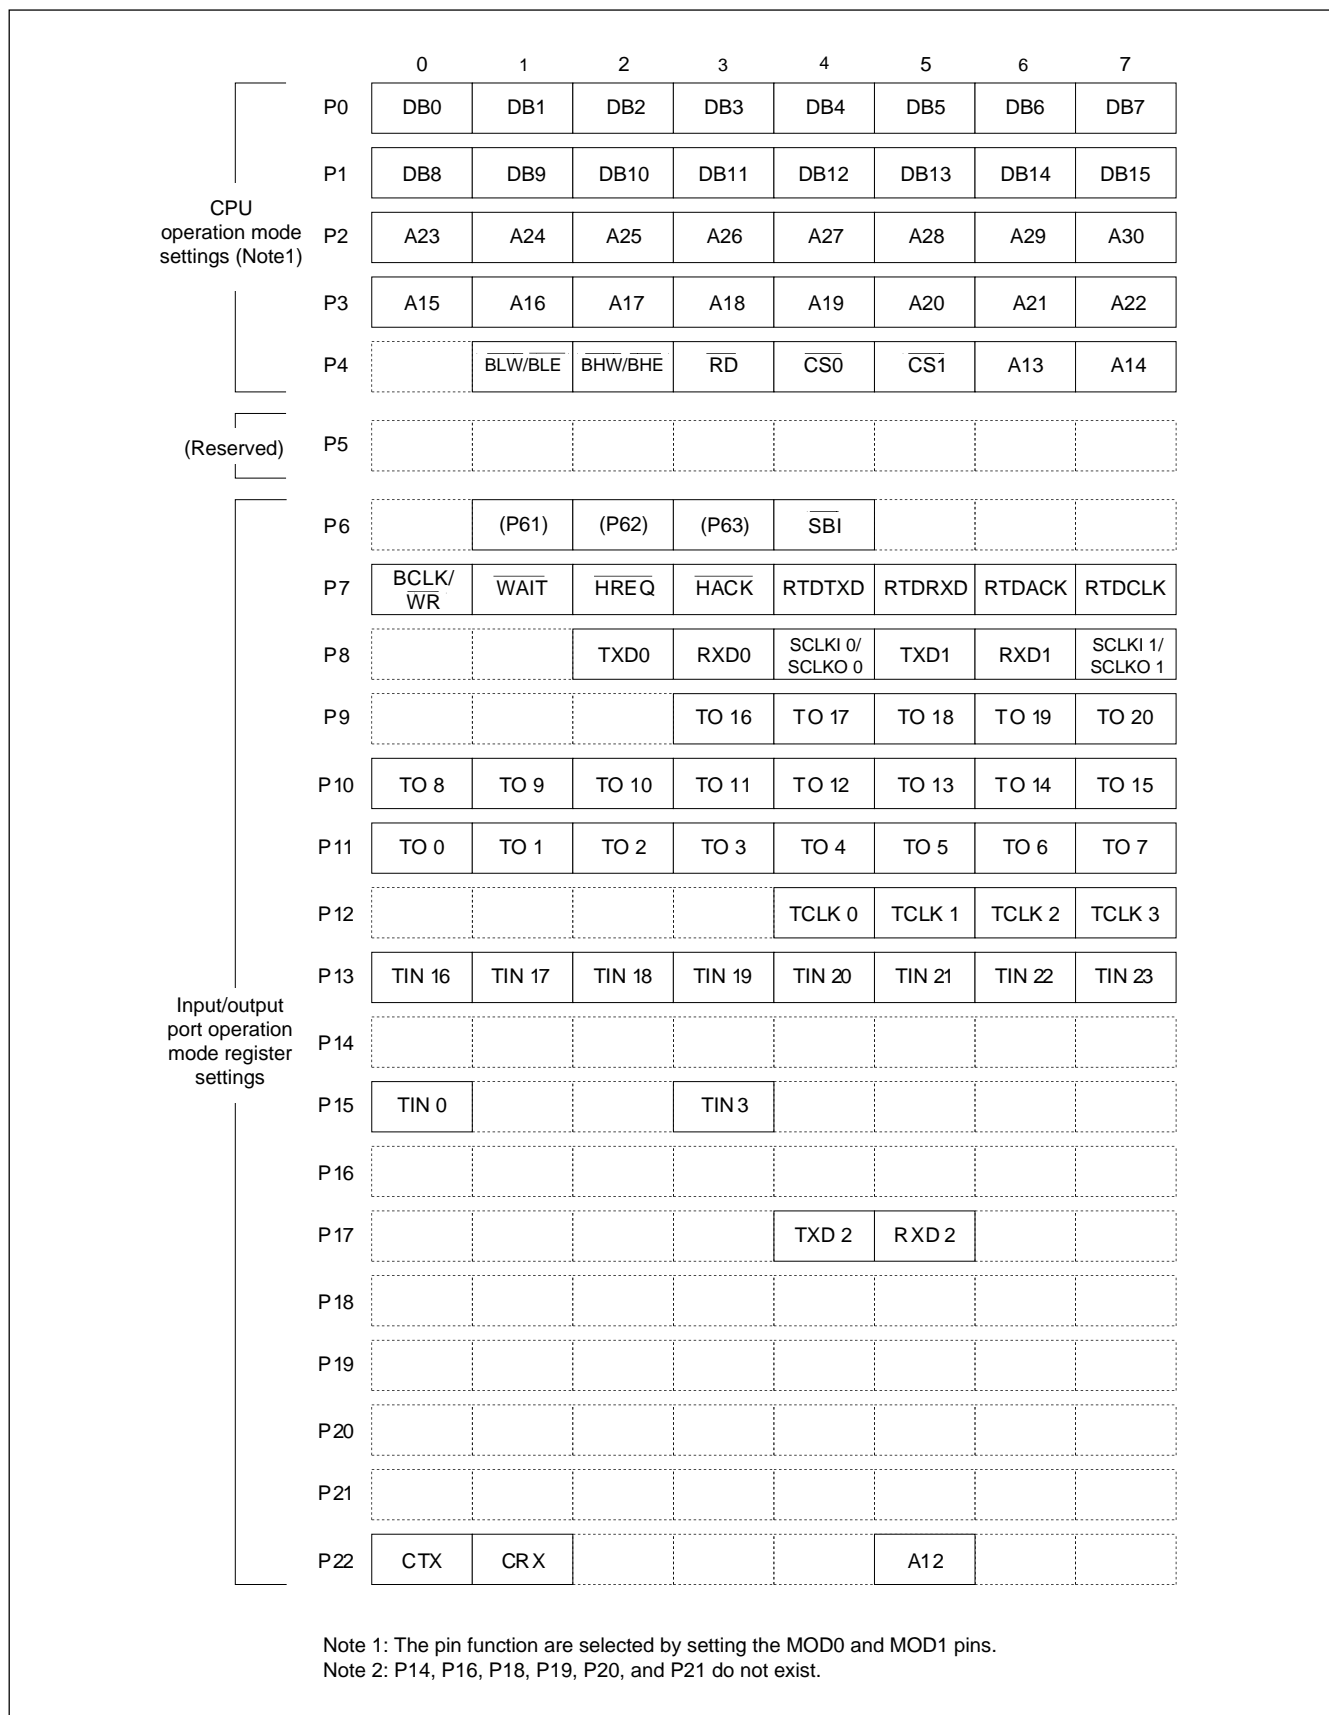 0 1 2 3 4 5 6 7
P0 DB0 DB1 DB2 DB3 DB4 DB5 DB6 DB7
P1 DB8 DB9 DB10 DB11 DB12 DB13 DB14 DB15
CPU
operation mode
settings (Note1)
P2 A23 A24 A25 A26 A27 A28 A29 A30
P3 A15 A16 A17 A18 A19 A20 A21 A22
P4 BLW/BLE BHW/BHE RD CS0 CS1 A13 A14
(Reserved)
P5
P6 (P61) (P62) (P63) SBI
P7 BCLK/
WR WAIT HREQ HACK RTDTXD RTDRXD RTDACK RTDCLK
P8 TXD0 RXD0 SCLKI 0/
SCLKO 0 TXD1 RXD1 SCLKI 1/
SCLKO 1
P9 TO 16 TO 17 TO 18 TO 19 TO 20
P10 TO 8 TO 9 TO 10 TO 11 TO 12 TO 13 TO 14 TO 15
P11 TO 0 TO 1 TO 2 TO 3 TO 4 TO 5 TO 6 TO 7
P12 TCLK 0 TCLK 1 TCLK 2 TCLK 3
P13 TIN 16 TIN 17 TIN 18 TIN 19 TIN 20 TIN 21 TIN 22 TIN 23
Input/output
port operation
mode register
settings
P14
P15 TIN 0 TIN 3
P16
P17 TXD 2 RXD 2
P18
P19
P20
P21
P22 CTX CRX A12
Note 1: The pin function are selected by setting the MOD0 and MOD1 pins.
Note 2: P14, P16, P18, P19, P20, and P21 do not exist.